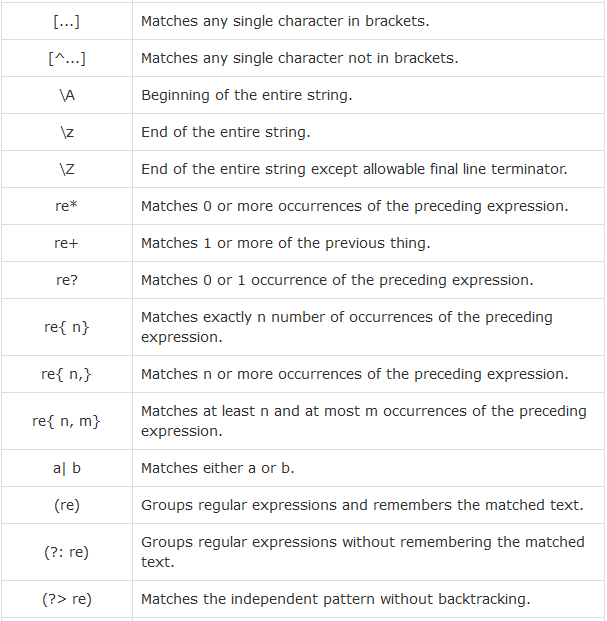 [...] Matches any single character in brackets.
[^...] Matches any single character not in brackets.
\A Beginning of the entire string.
\z End of the entire string.
\Z End of the entire string except allowable final line terminator.
re* Matches 0 or more occurrences of the preceding expression.
re+ Matches 1 or more of the previous thing.
re? Matches 0 or 1 occurrence of the preceding expression.
re{ n} Matches exactly n number of occurrences of the preceding
expression.
re{ n,} Matches n or more occurrences of the preceding expression.
re{ n, m} Matches at least n and at most m occurrences of the preceding
expression.
a| b Matches either a or b.
(re) Groups regular expressions and remembers the matched text.
(?: re) Groups regular expressions without remembering the matched
text.
(?> re) Matches the independent pattern without backtracking.